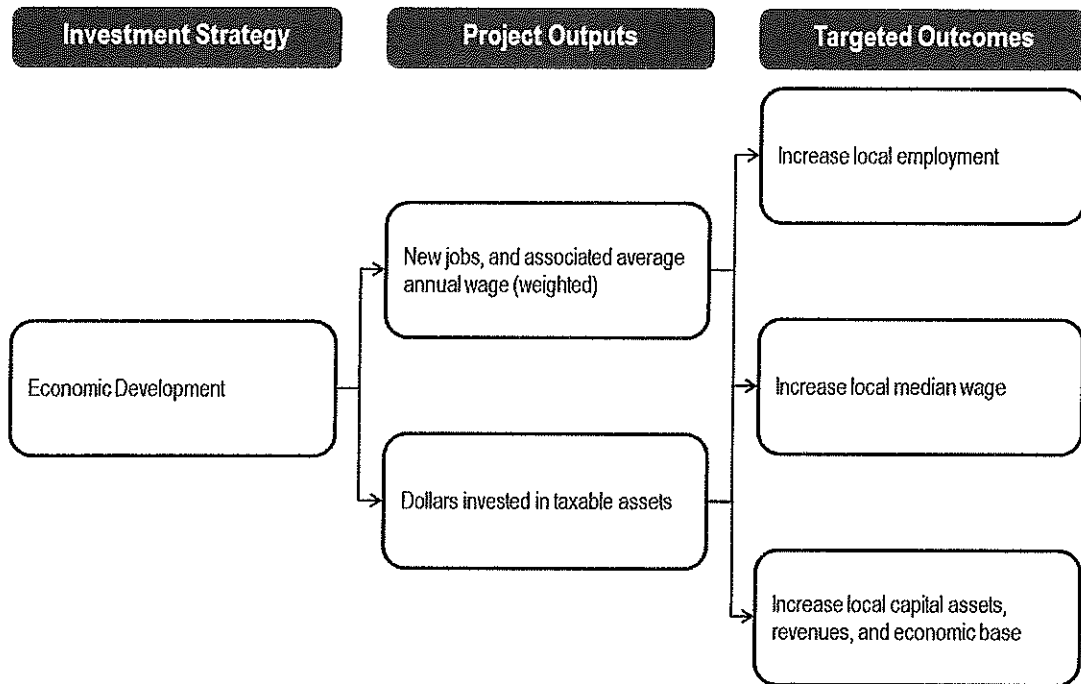 Investment Strategy
Project Outputs
Targeted Outcomes
Increase local employment
New jobs, and associated average
annual wage (weighted)
Economic Development
Increase local median wage
Dollars invested in taxable assets
Increase local capital assets,
revenues, and economic base